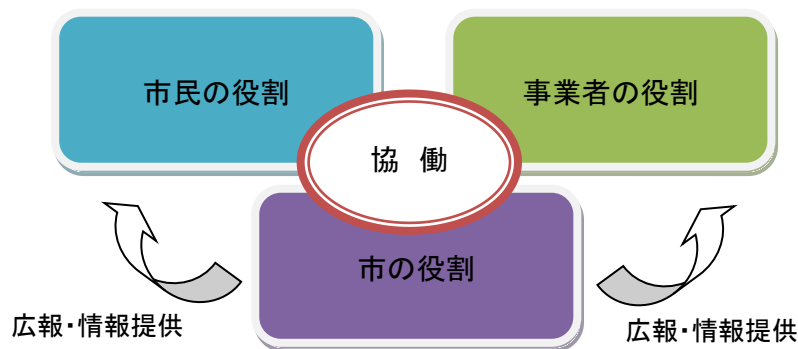 市民の役割
事業者の役割
協 働
市の役割
広報・情報提供
広報・情報提供